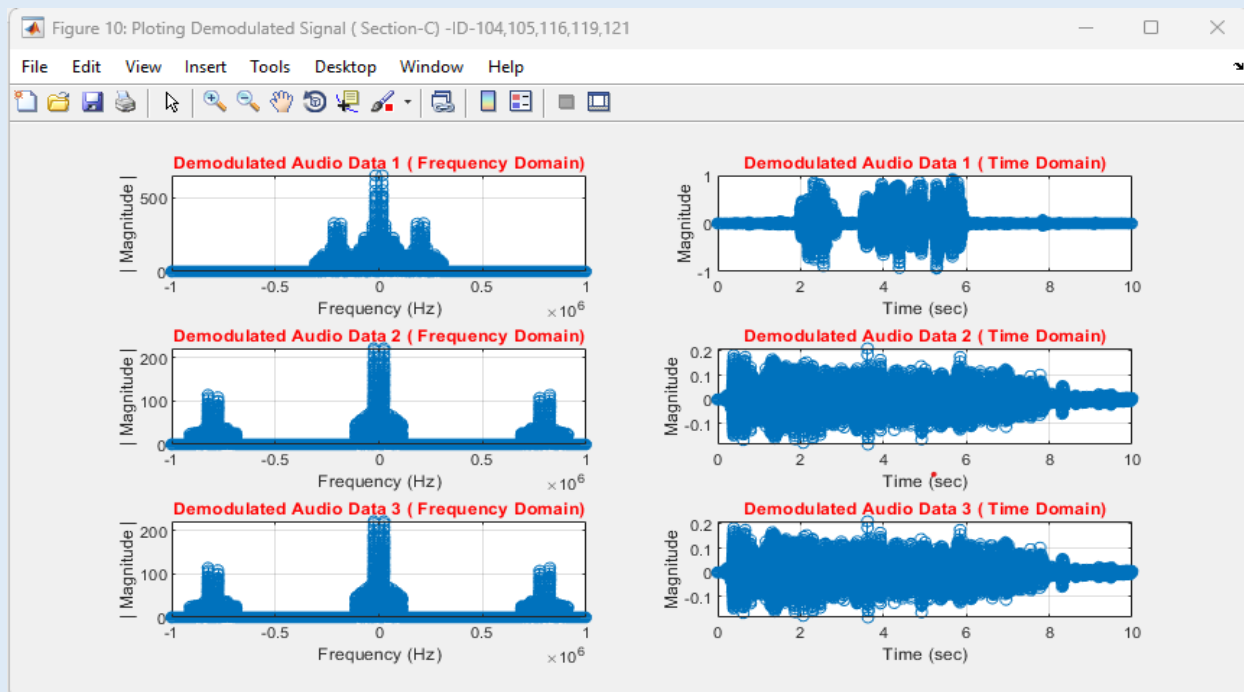 Figure 10: Ploting Demodulated Signal ( Section-C) -ID-104,105,116,119,121
File Edit View Insert Tools Desktop Window Help
Demodulated Audio Data 1 ( Frequency Domain)
| Magnitude |
500
0
-1 -0.5 0 0.5 1
Frequency (Hz)
×10^6
Demodulated Audio Data 1 ( Time Domain)
Magnitude
1
0
-1
0 2 4 6 8 10
Time (sec)
Demodulated Audio Data 2 ( Frequency Domain)
| Magnitude |
200
100
0
-1 -0.5 0 0.5 1
Frequency (Hz)
×10^6
Demodulated Audio Data 2 ( Time Domain)
Magnitude
0.2
0.1
0
-0.1
0 2 4 6 8 10
Time (sec)
Demodulated Audio Data 3 ( Frequency Domain)
| Magnitude |
200
100
0
-1 -0.5 0 0.5 1
Frequency (Hz)
×10^6
Demodulated Audio Data 3 ( Time Domain)
Magnitude
0.2
0.1
0
-0.1
0 2 4 6 8 10
Time (sec)